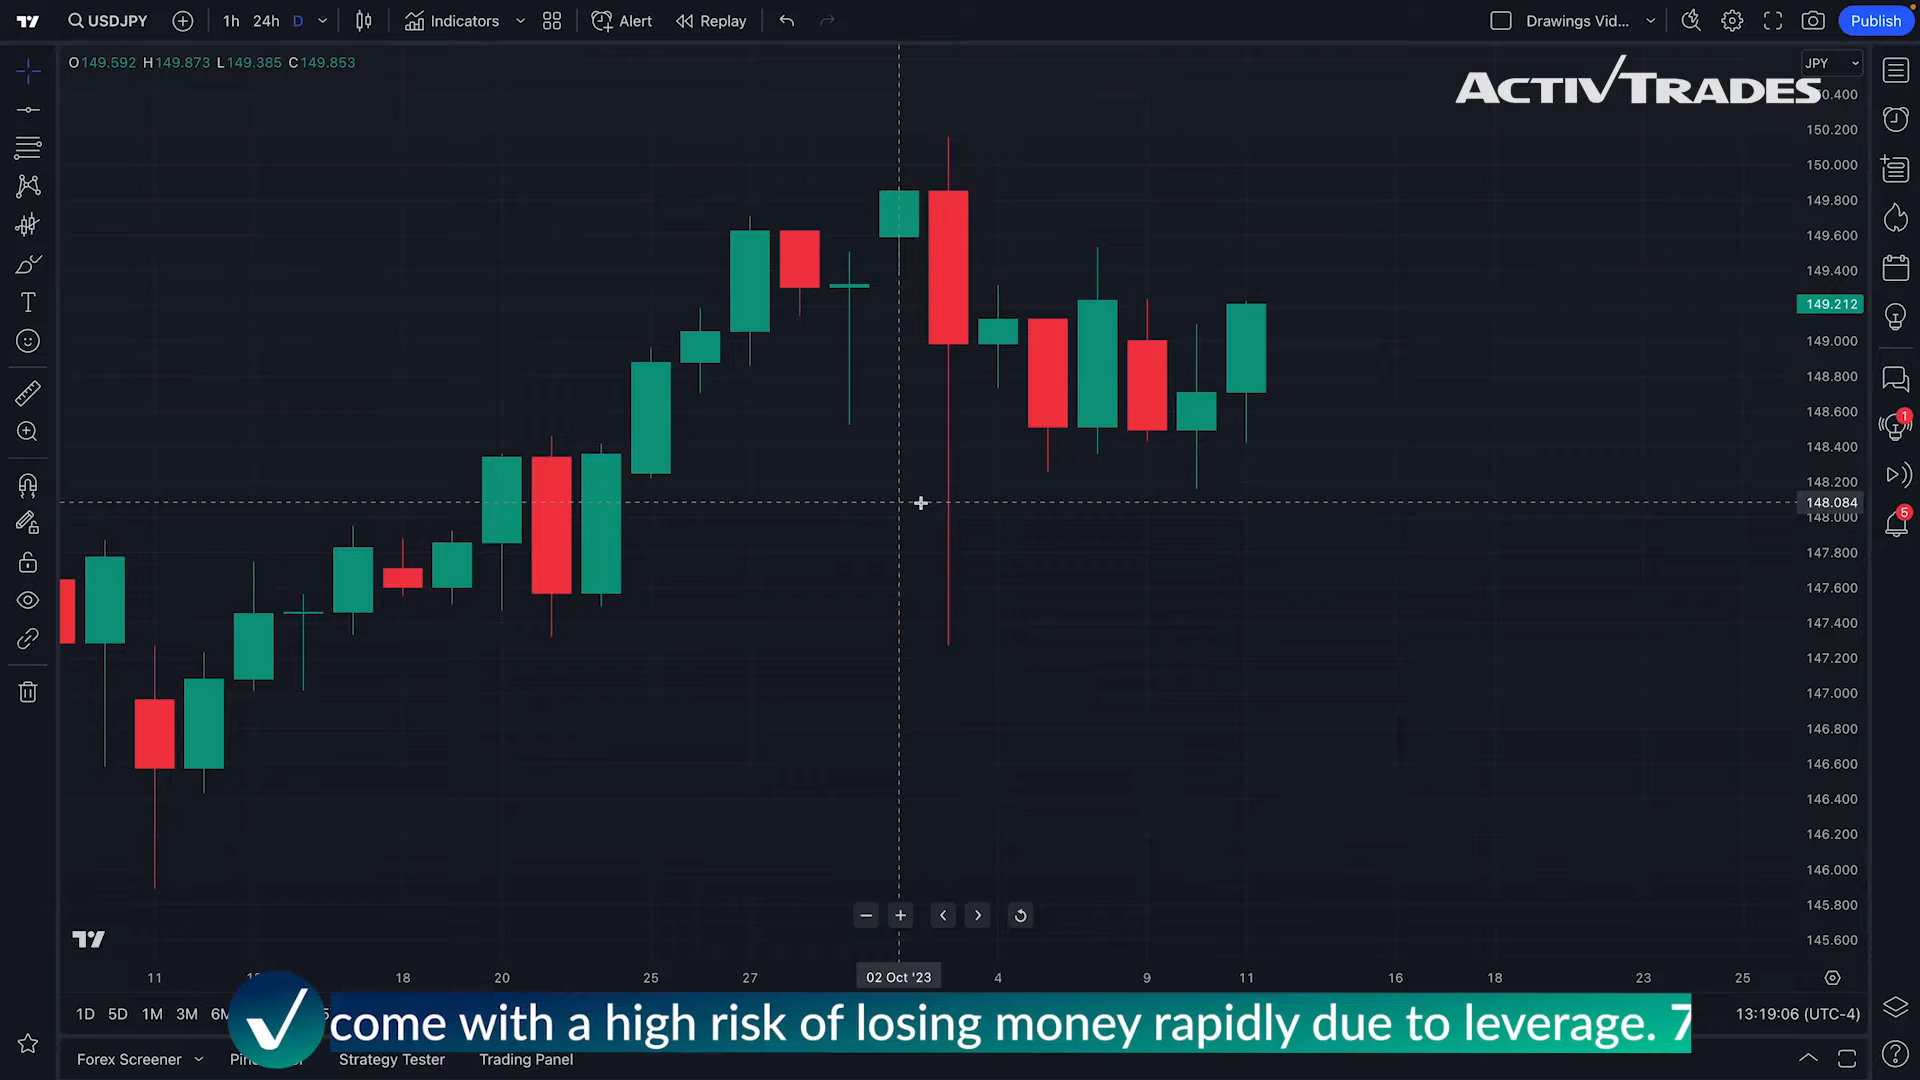 USDJPY
1h
24h
D
Indicators
Alert
Replay
Drawings Vid...
Publish
O149.592 H149.873 L149.385 C149.853
JPY
ACTIVTRADES
150.200
150.000
149.800
149.600
149.400
149.212
149.000
148.800
148.600
148.400
148.200
148.084
148.000
147.800
147.600
147.400
147.200
147.000
146.800
146.600
146.400
146.200
146.000
145.800
145.600
1
5
11
18
20
25
27
02 Oct '23
4
9
11
16
18
23
25
1D
5D
1M
3M
come with a high risk of losing money rapidly due to leverage. 7
13:19:06 (UTC-4)
Forex Screener
Strategy Tester
Trading Panel